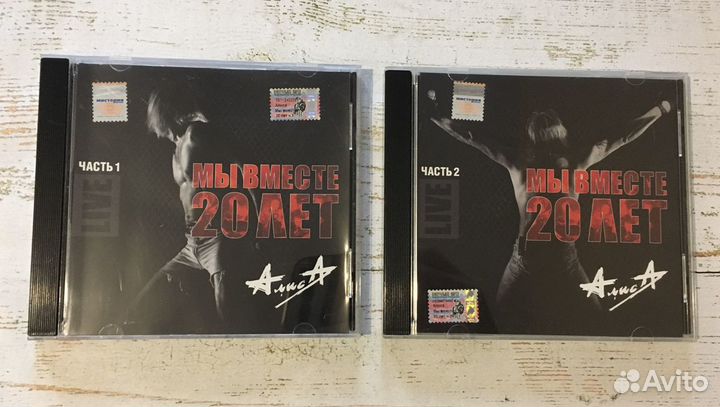 ЧАСТЬ 1
LIVE
МЫ ВМЕСТЕ
20 ЛЕТ
АлисА
ЧАСТЬ 2
LIVE
МЫ ВМЕСТЕ
20 ЛЕТ
АлисА
Avito